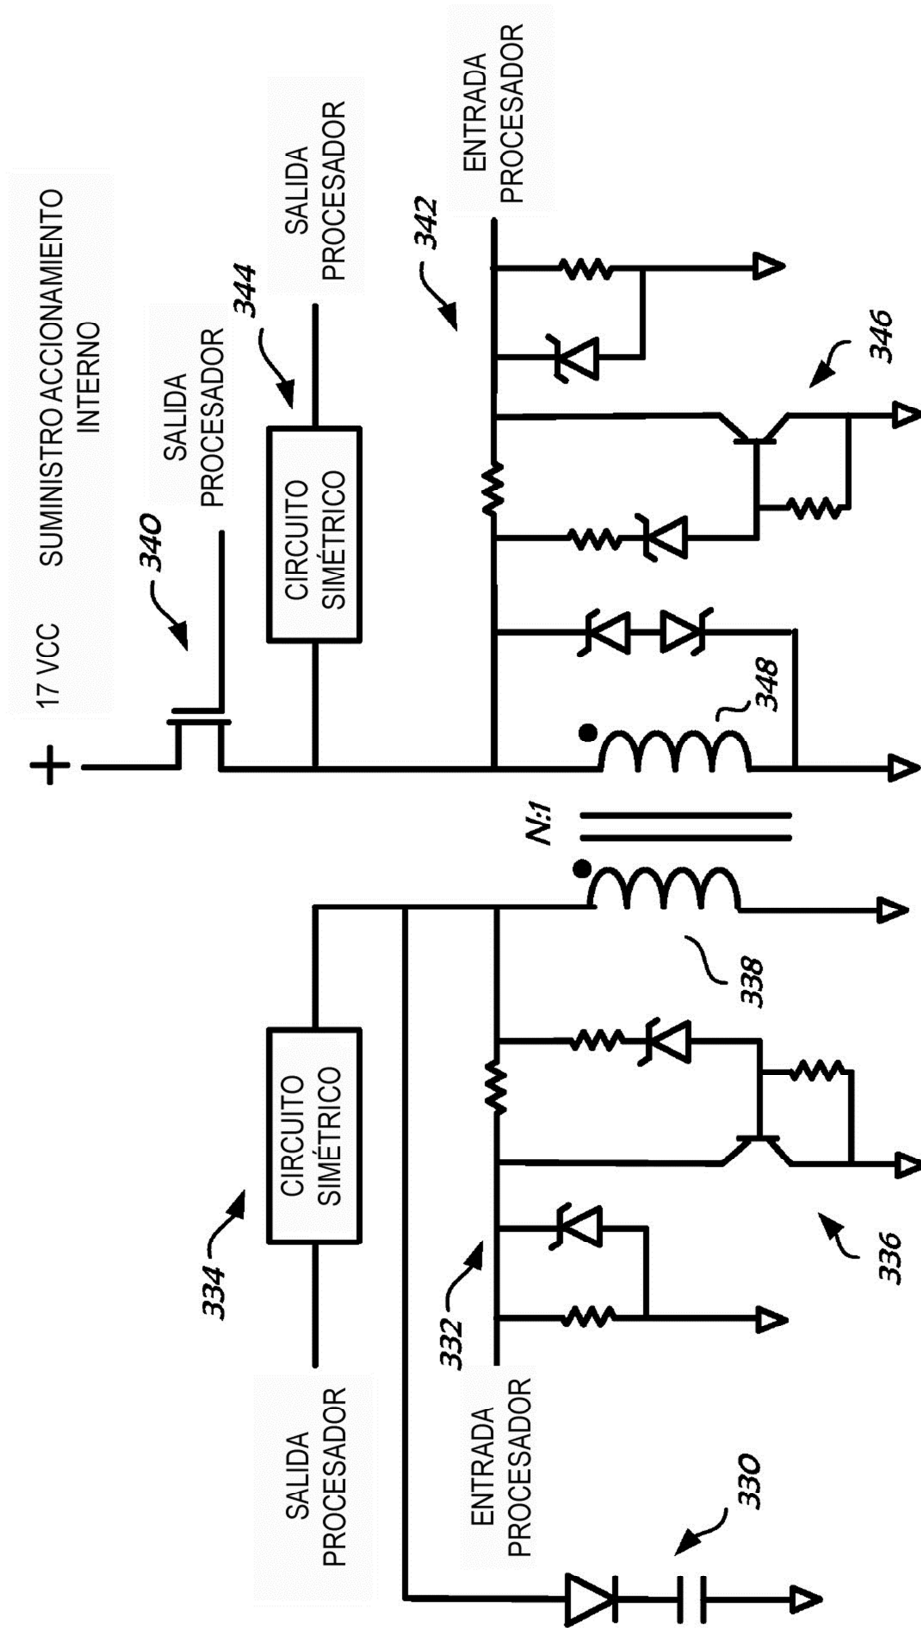 + 17 VCC SUMINISTRO ACCIONAMIENTO
INTERNO
340
SALIDA
PROCESADOR
344
CIRCUITO
SIMÉTRICO
SALIDA
PROCESADOR
342
ENTRADA
PROCESADOR
346
348
N:1
338
334
CIRCUITO
SIMÉTRICO
SALIDA
PROCESADOR
332
ENTRADA
PROCESADOR
336
330